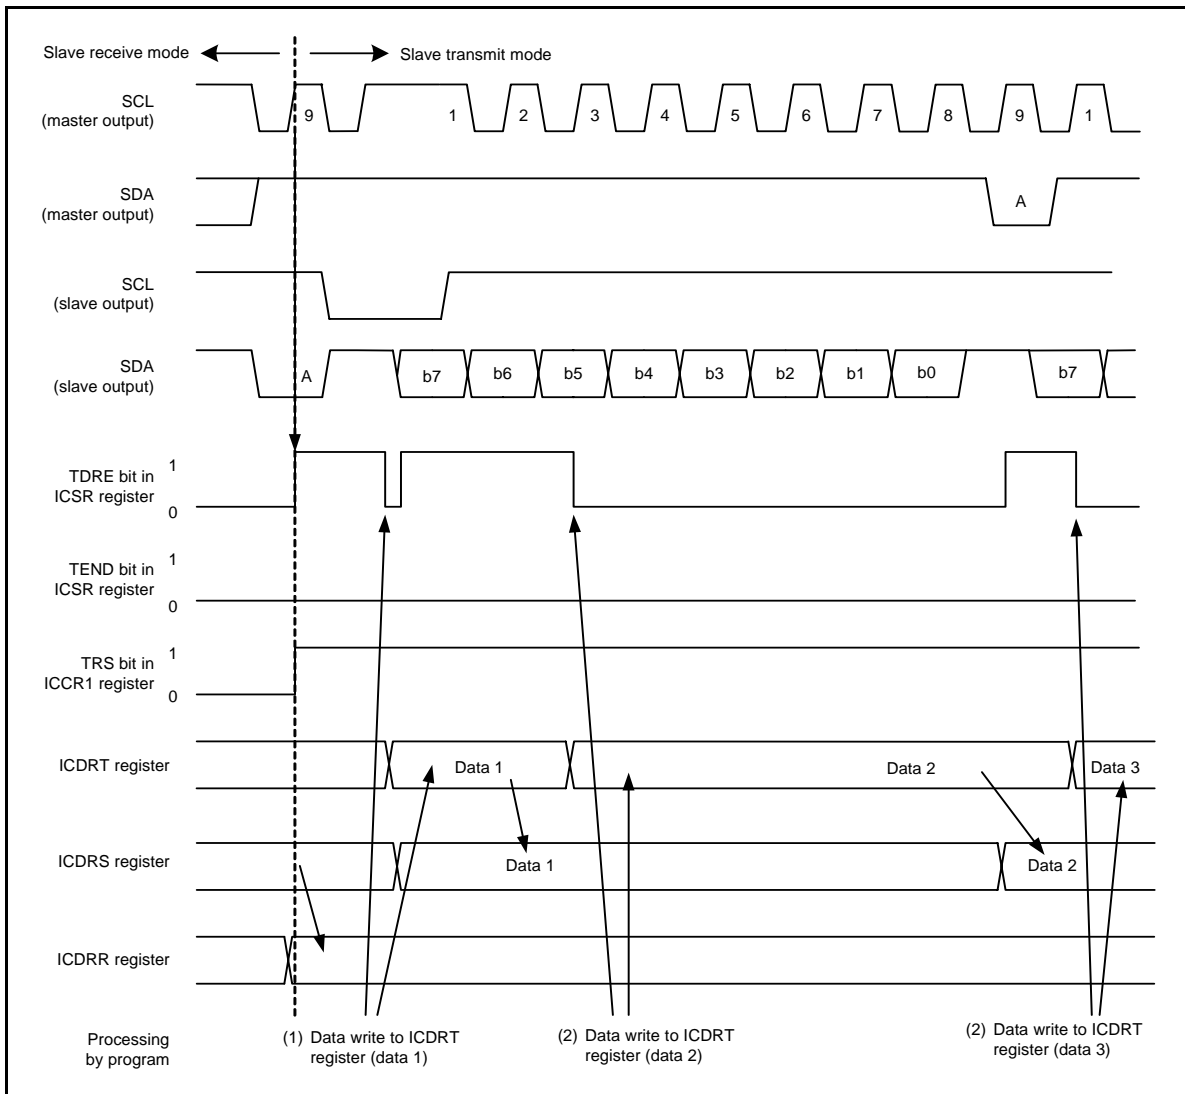 Slave receive mode
Slave transmit mode
SCL
(master output)
9 1 2 3 4 5 6 7 8 9 1
SDA
(master output)
A
SCL
(slave output)
SDA
(slave output)
A b7 b6 b5 b4 b3 b2 b1 b0 b7
TDRE bit in
ICSR register
1
0
TEND bit in
ICSR register
1
0
TRS bit in
ICCR1 register
1
0
ICDRT register
Data 1 Data 2 Data 3
ICDRS register
Data 1 Data 2
ICDRR register
Processing
by program
(1) Data write to ICDRT
register (data 1)
(2) Data write to ICDRT
register (data 2)
(2) Data write to ICDRT
register (data 3)